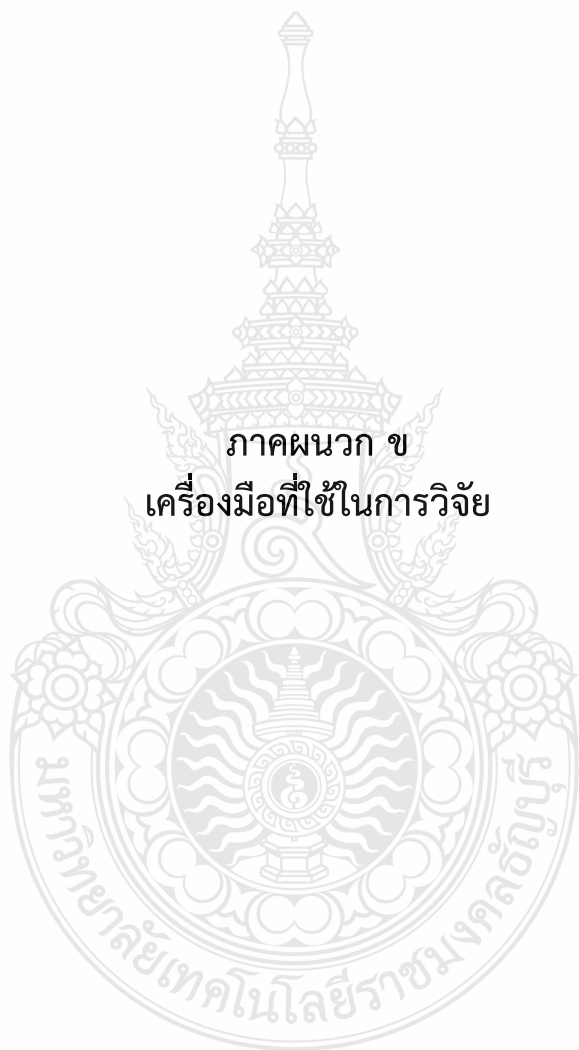 ภาคผนวก ข
เครื่องมือที่ใช้ในการวิจัย
มหาวิทยาลัยเทคโนโลยีราชมงคลธัญบุรี